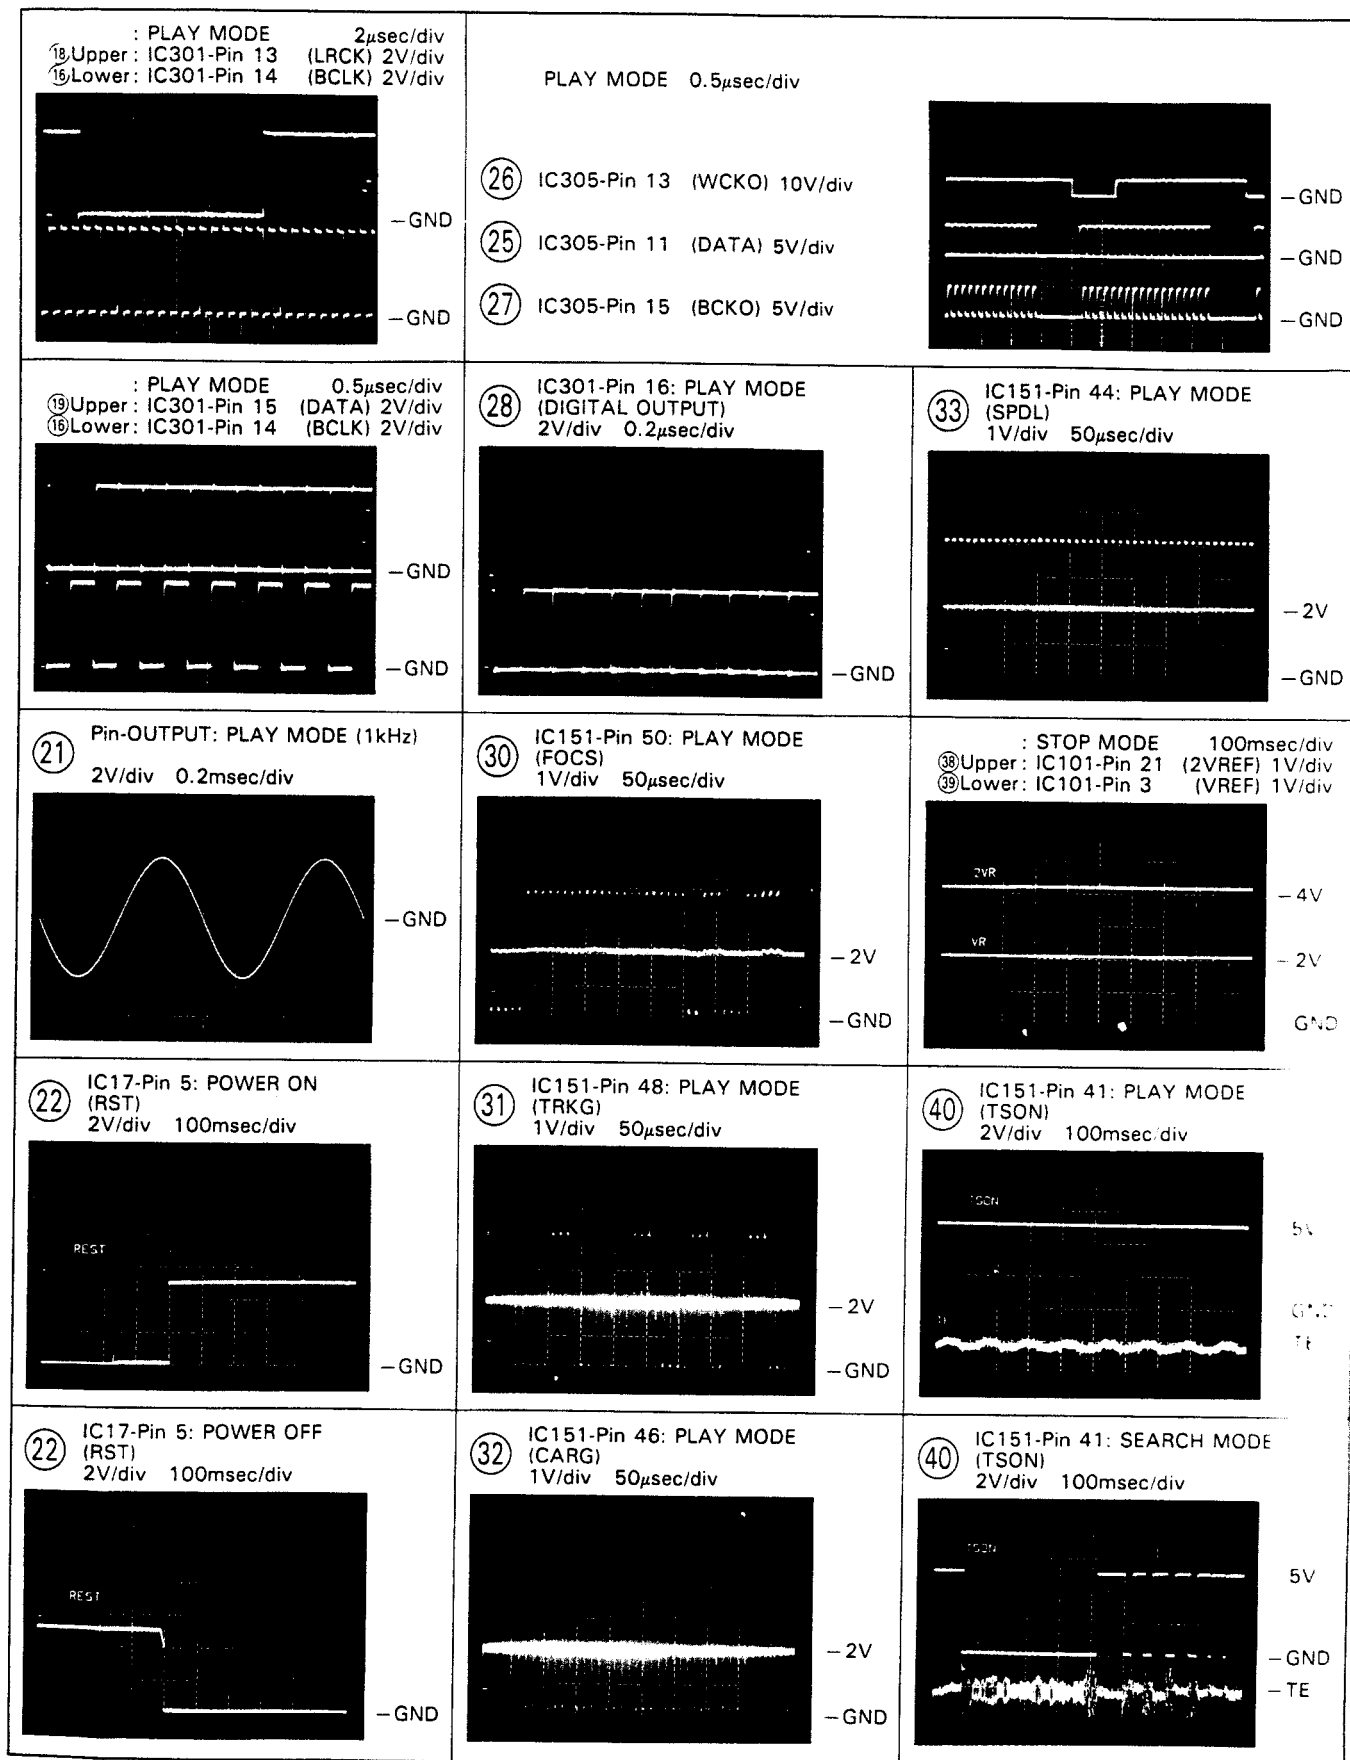 : PLAY MODE 2μsec/div
⑱Upper : IC301-Pin 13 (LRCK) 2V/div
⑯Lower : IC301-Pin 14 (BCLK) 2V/div
–GND
–GND
PLAY MODE 0.5μsec/div
㉖ IC305-Pin 13 (WCKO) 10V/div
㉕ IC305-Pin 11 (DATA) 5V/div
㉗ IC305-Pin 15 (BCKO) 5V/div
–GND
–GND
–GND
: PLAY MODE 0.5μsec/div
⑲Upper : IC301-Pin 15 (DATA) 2V/div
⑯Lower : IC301-Pin 14 (BCLK) 2V/div
–GND
–GND
㉘ IC301-Pin 16: PLAY MODE
(DIGITAL OUTPUT)
2V/div 0.2μsec/div
–GND
㉝ IC151-Pin 44: PLAY MODE
(SPDL)
1V/div 50μsec/div
–2V
–GND
㉑ Pin-OUTPUT: PLAY MODE (1kHz)
2V/div 0.2msec/div
–GND
㉚ IC151-Pin 50: PLAY MODE
(FOCS)
1V/div 50μsec/div
–2V
–GND
: STOP MODE 100msec/div
㊳Upper : IC101-Pin 21 (2VREF) 1V/div
㊴Lower : IC101-Pin 3 (VREF) 1V/div
2VR
–4V
VR
–2V
GND
㉒ IC17-Pin 5: POWER ON
(RST)
2V/div 100msec/div
REST
–GND
㉛ IC151-Pin 48: PLAY MODE
(TRKG)
1V/div 50μsec/div
–2V
–GND
㊵ IC151-Pin 41: PLAY MODE
(TSON)
2V/div 100msec/div
TSON
5V
GND
TE
㉒ IC17-Pin 5: POWER OFF
(RST)
2V/div 100msec/div
REST
–GND
㉜ IC151-Pin 46: PLAY MODE
(CARG)
1V/div 50μsec/div
–2V
–GND
㊵ IC151-Pin 41: SEARCH MODE
(TSON)
2V/div 100msec/div
TSON
5V
–GND
–TE